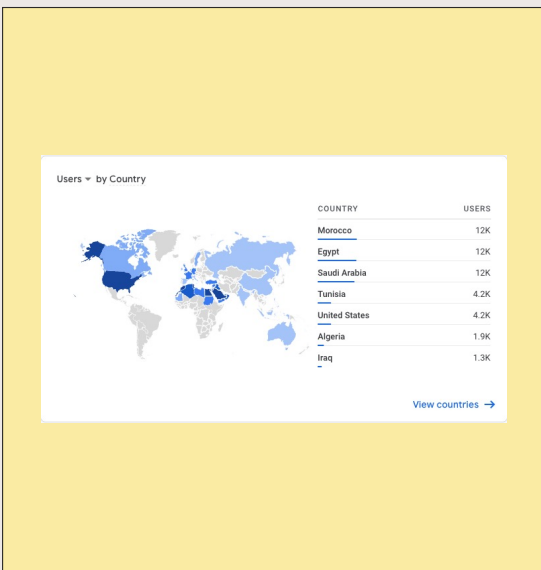 Users by Country
COUNTRY USERS
Morocco 12K
Egypt 12K
Saudi Arabia 12K
Tunisia 4.2K
United States 4.2K
Algeria 1.9K
Iraq 1.3K
View countries →